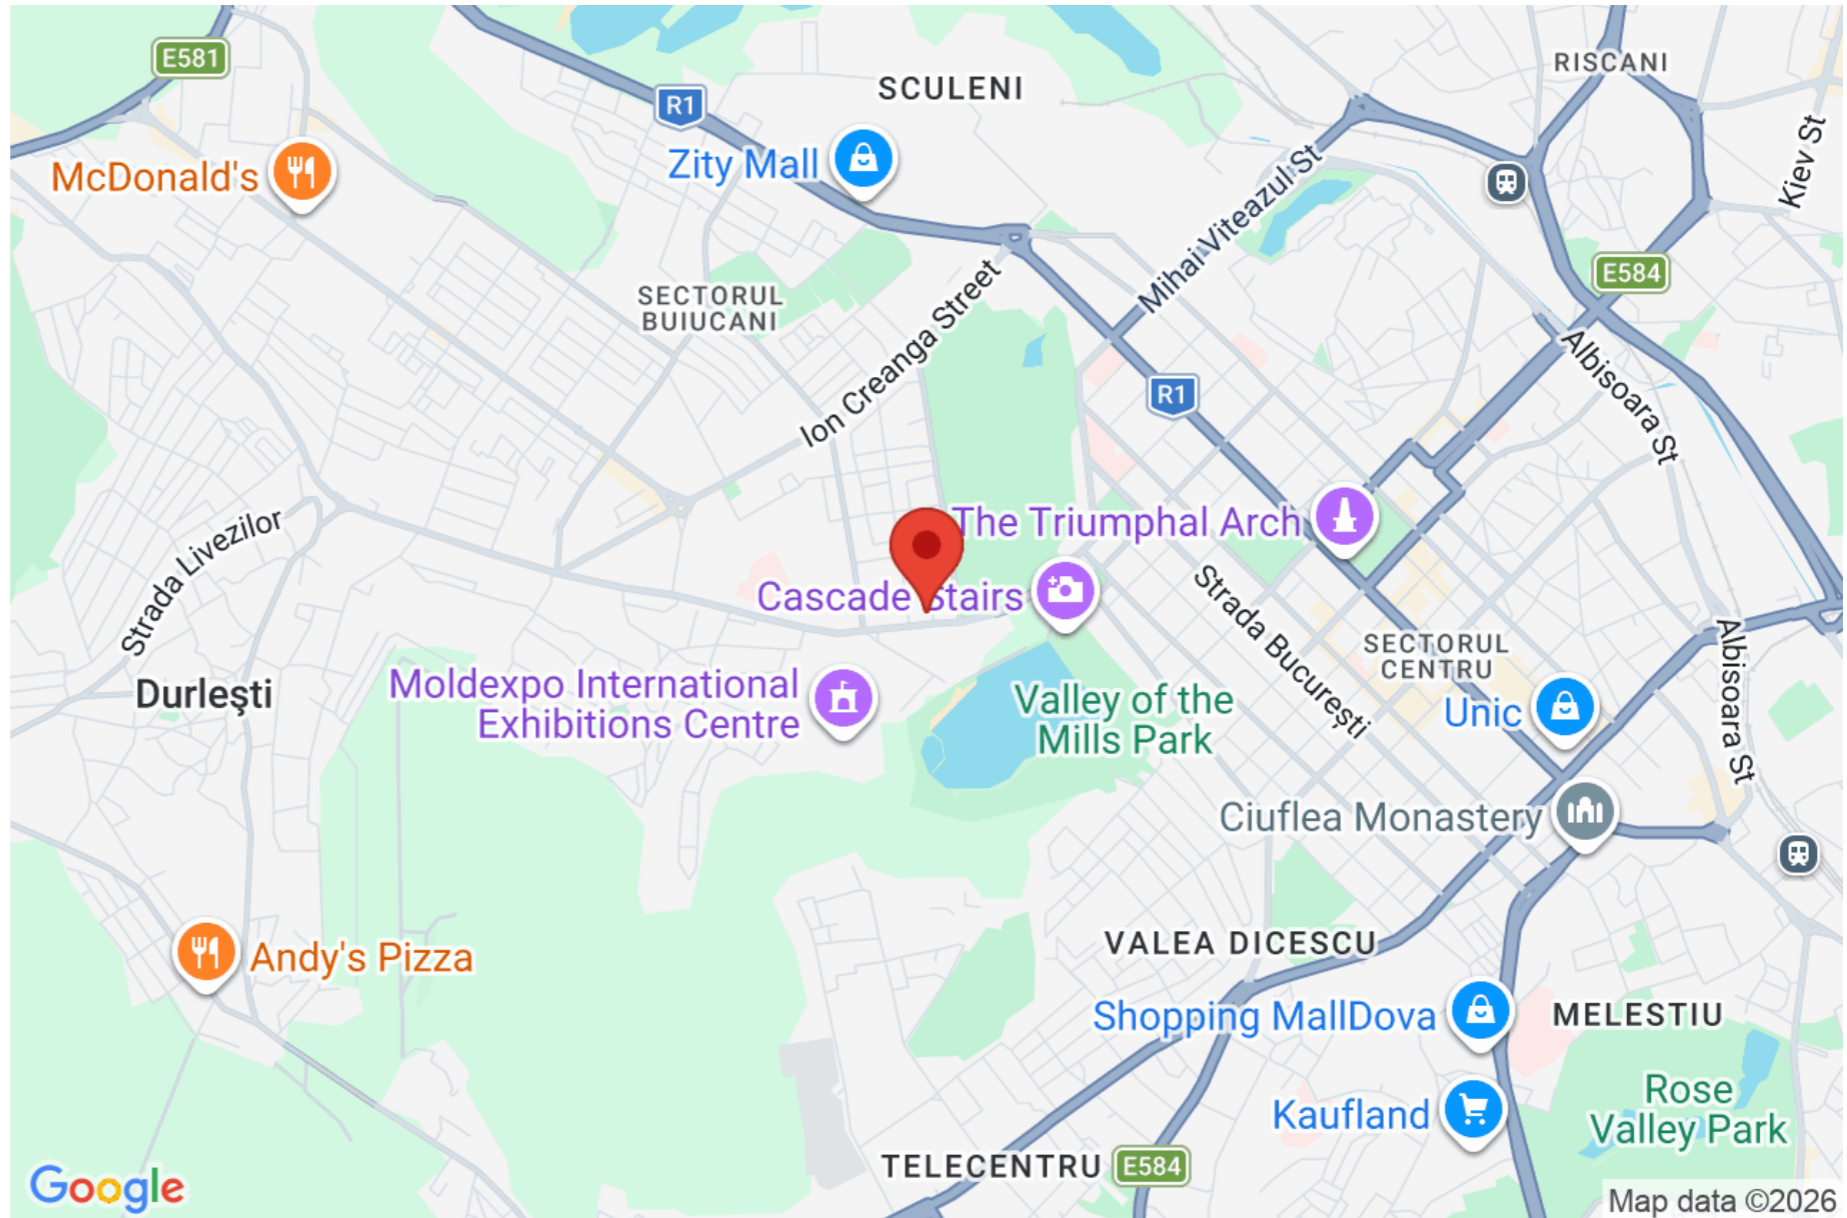 E581
R1
SCULENI
RISCANI
McDonald's
Zity Mall
Kiev St
Mihai Viteazul St
E584
SECTORUL
BUIUCANI
Ion Creanga Street
Albisoara St
R1
Strada Livezilor
The Triumphal Arch
Cascade Stairs
Strada București
SECTORUL
CENTRU
Albisoara St
Durleşti
Moldexpo International
Exhibitions Centre
Valley of the
Mills Park
Unic
Ciuflea Monastery
Andy's Pizza
VALEA DICESCU
Shopping MallDova
MELESTIU
Kaufland
Rose
Valley Park
TELECENTRU
E584
Google
Map data ©2026